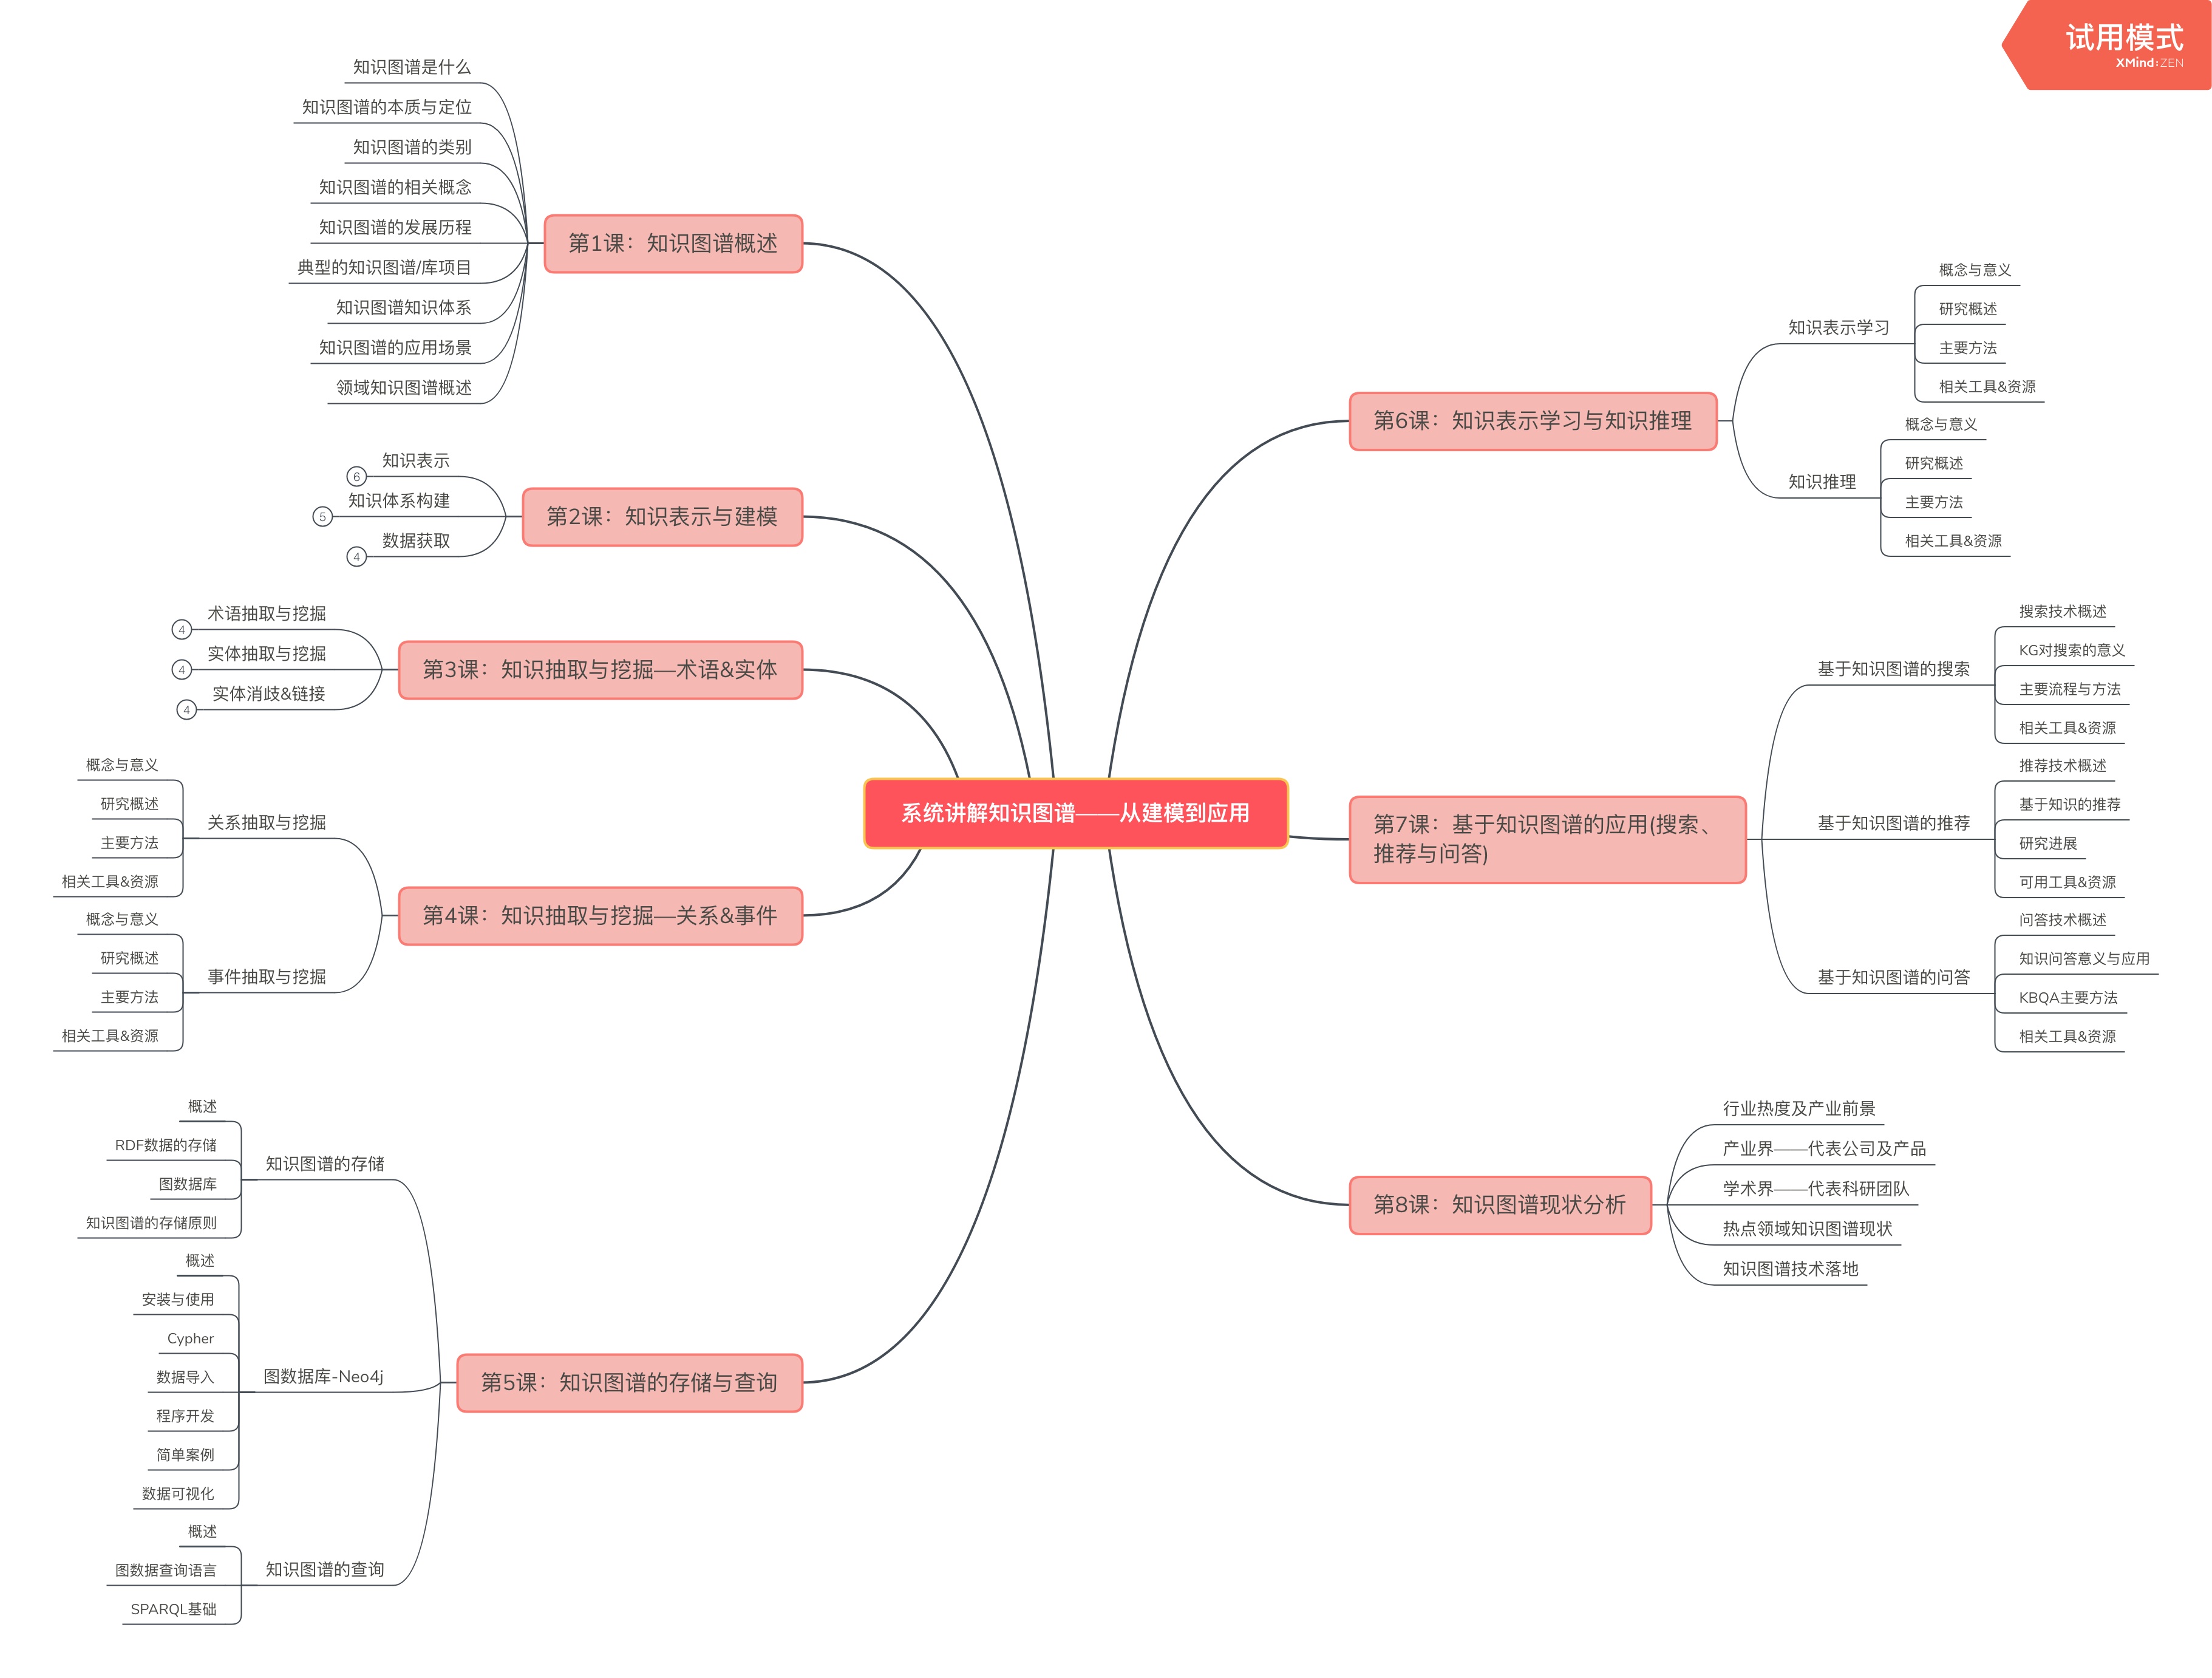 试用模式
XMind:ZEN
系统讲解知识图谱——从建模到应用
第1课：知识图谱概述
知识图谱是什么
知识图谱的本质与定位
知识图谱的类别
知识图谱的相关概念
知识图谱的发展历程
典型的知识图谱/库项目
知识图谱知识体系
知识图谱的应用场景
领域知识图谱概述
第2课：知识表示与建模
知识表示
6
知识体系构建
5
数据获取
4
第3课：知识抽取与挖掘—术语&实体
术语抽取与挖掘
4
实体抽取与挖掘
4
实体消歧&链接
4
第4课：知识抽取与挖掘—关系&事件
关系抽取与挖掘
概念与意义
研究概述
主要方法
相关工具&资源
事件抽取与挖掘
概念与意义
研究概述
主要方法
相关工具&资源
第5课：知识图谱的存储与查询
知识图谱的存储
概述
RDF数据的存储
图数据库
知识图谱的存储原则
图数据库-Neo4j
概述
安装与使用
Cypher
数据导入
程序开发
简单案例
数据可视化
知识图谱的查询
概述
图数据查询语言
SPARQL基础
第6课：知识表示学习与知识推理
知识表示学习
概念与意义
研究概述
主要方法
相关工具&资源
知识推理
概念与意义
研究概述
主要方法
相关工具&资源
第7课：基于知识图谱的应用(搜索、
推荐与问答)
基于知识图谱的搜索
搜索技术概述
KG对搜索的意义
主要流程与方法
相关工具&资源
基于知识图谱的推荐
推荐技术概述
基于知识的推荐
研究进展
可用工具&资源
基于知识图谱的问答
问答技术概述
知识问答意义与应用
KBQA主要方法
相关工具&资源
第8课：知识图谱现状分析
行业热度及产业前景
产业界——代表公司及产品
学术界——代表科研团队
热点领域知识图谱现状
知识图谱技术落地